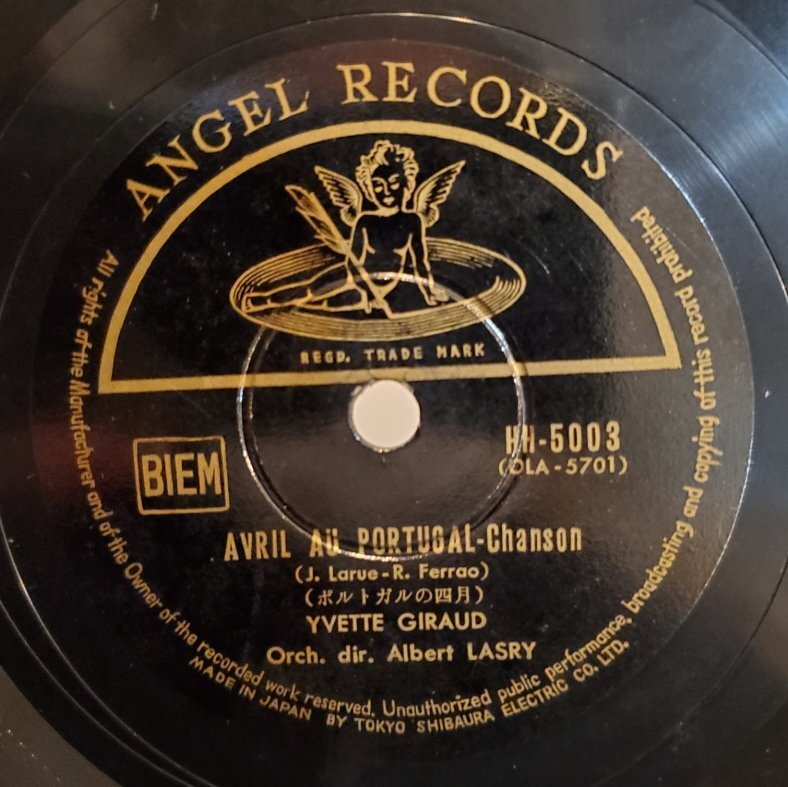 ANGEL RECORDS
REGD. TRADE MARK
BIEM
HH-5003
(OLA-5701)
AVRIL AU PORTUGAL-Chanson
(J. Larue-R. Ferrao)
(ポルトガルの四月)
YVETTE GIRAUD
Orch. dir. Albert LASRY
All rights of the Manufacturer and of the Owner of the recorded work reserved. Unauthorized public performance, broadcasting and copying of this record prohibited
MADE IN JAPAN BY TOKYO SHIBAURA ELECTRIC CO. LTD.